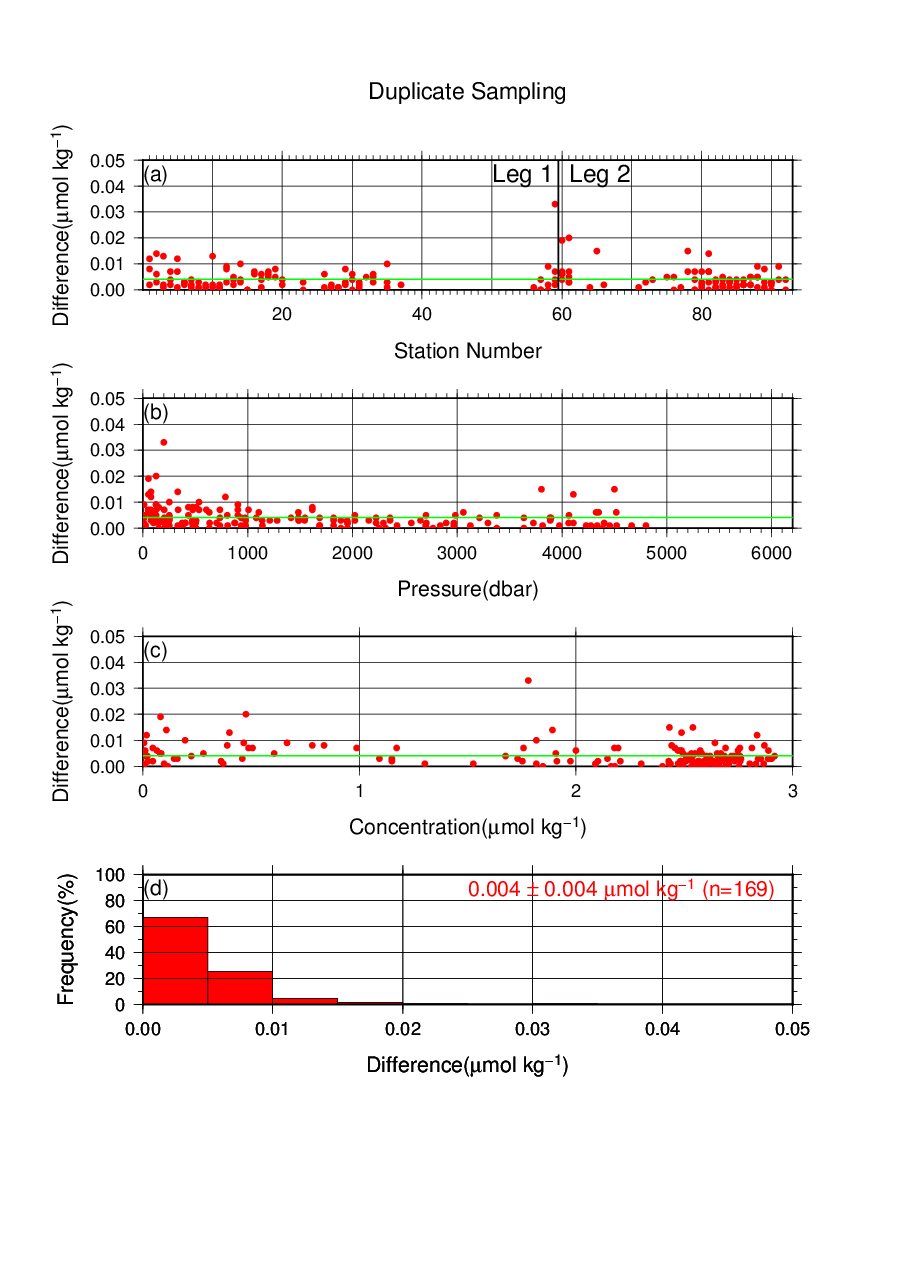 Duplicate Sampling
Difference(μmol kg⁻¹)
0.05
0.04
0.03
0.02
0.01
0.00
(a)
Leg 1
Leg 2
20 40 60 80
Station Number
Difference(μmol kg⁻¹)
0.05
0.04
0.03
0.02
0.01
0.00
(b)
0 1000 2000 3000 4000 5000 6000
Pressure(dbar)
Difference(μmol kg⁻¹)
0.05
0.04
0.03
0.02
0.01
0.00
(c)
0 1 2 3
Concentration(μmol kg⁻¹)
Frequency(%)
100
80
60
40
20
0
(d)
0.004 ± 0.004 μmol kg⁻¹ (n=169)
0.00 0.01 0.02 0.03 0.04 0.05
Difference(μmol kg⁻¹)